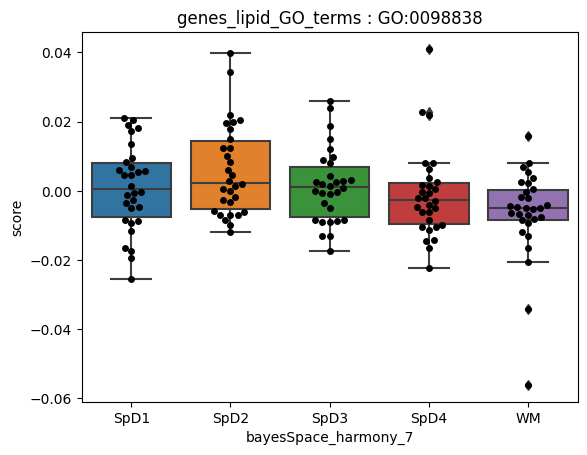 genes_lipid_GO_terms : GO:0098838
0.04
0.02
0.00
−0.02
−0.04
−0.06
score
SpD1 SpD2 SpD3 SpD4 WM
bayesSpace_harmony_7